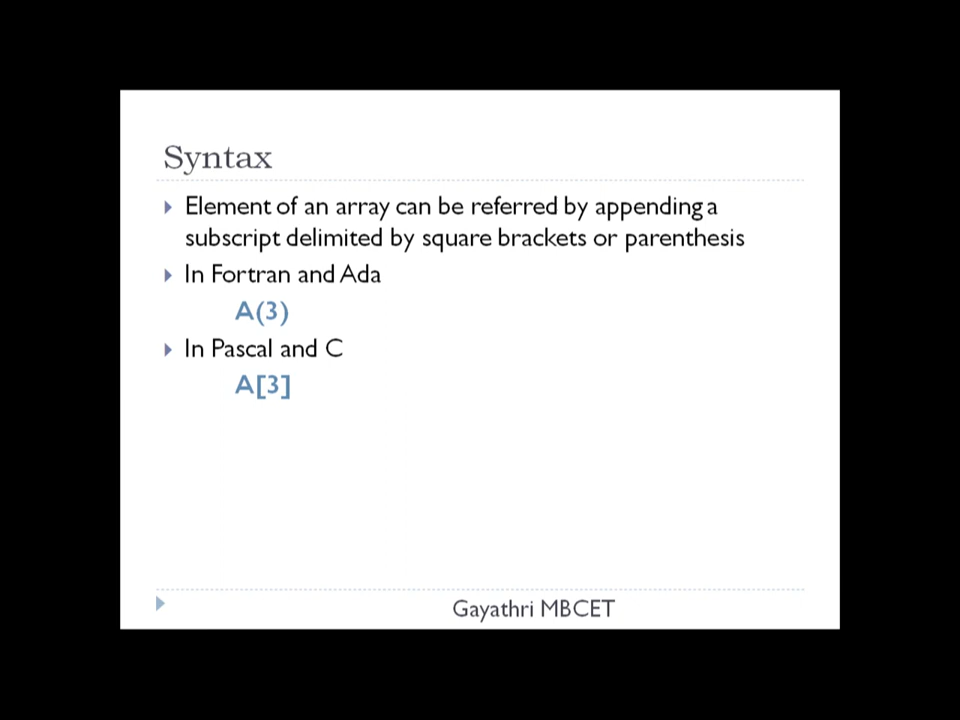 Syntax
Element of an array can be referred by appending a
subscript delimited by square brackets or parenthesis
In Fortran and Ada
A(3)
In Pascal and C
A[3]
Gayathri MBCET